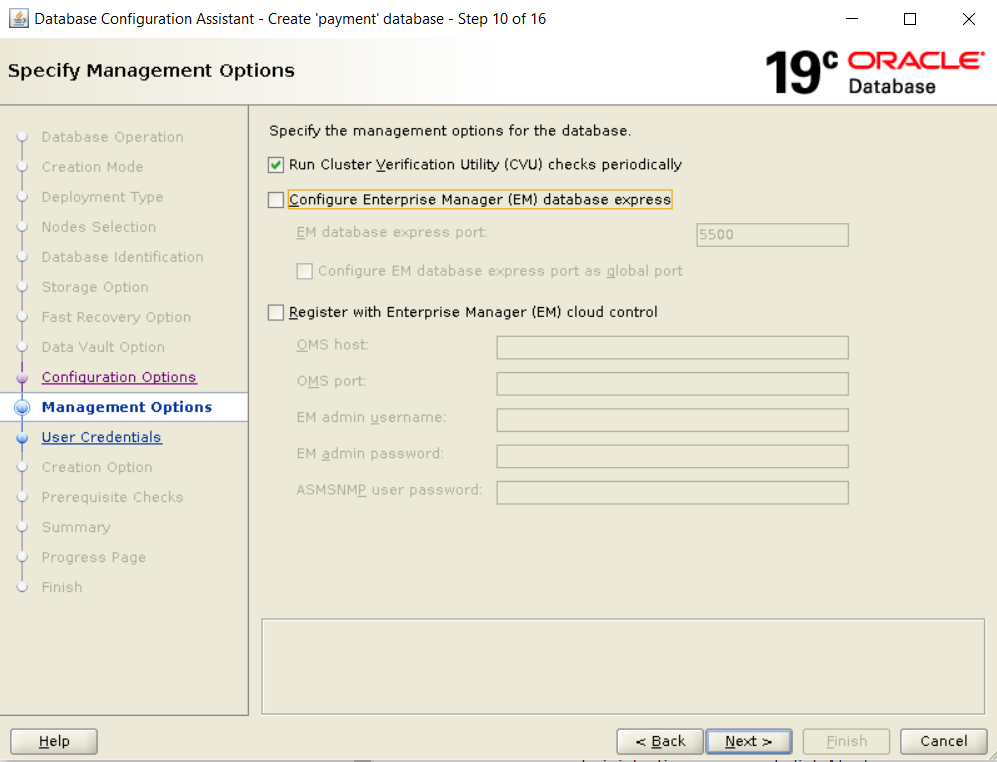 Database Configuration Assistant - Create 'payment' database - Step 10 of 16
Specify Management Options
19c ORACLE Database
Database Operation
Creation Mode
Deployment Type
Nodes Selection
Database Identification
Storage Option
Fast Recovery Option
Data Vault Option
Configuration Options
Management Options
User Credentials
Creation Option
Prerequisite Checks
Summary
Progress Page
Finish
Specify the management options for the database.
Run Cluster Verification Utility (CVU) checks periodically
Configure Enterprise Manager (EM) database express
EM database express port: 5500
Configure EM database express port as global port
Register with Enterprise Manager (EM) cloud control
OMS host:
OMS port:
EM admin username:
EM admin password:
ASMSNMP user password:
Help
< Back
Next >
Finish
Cancel